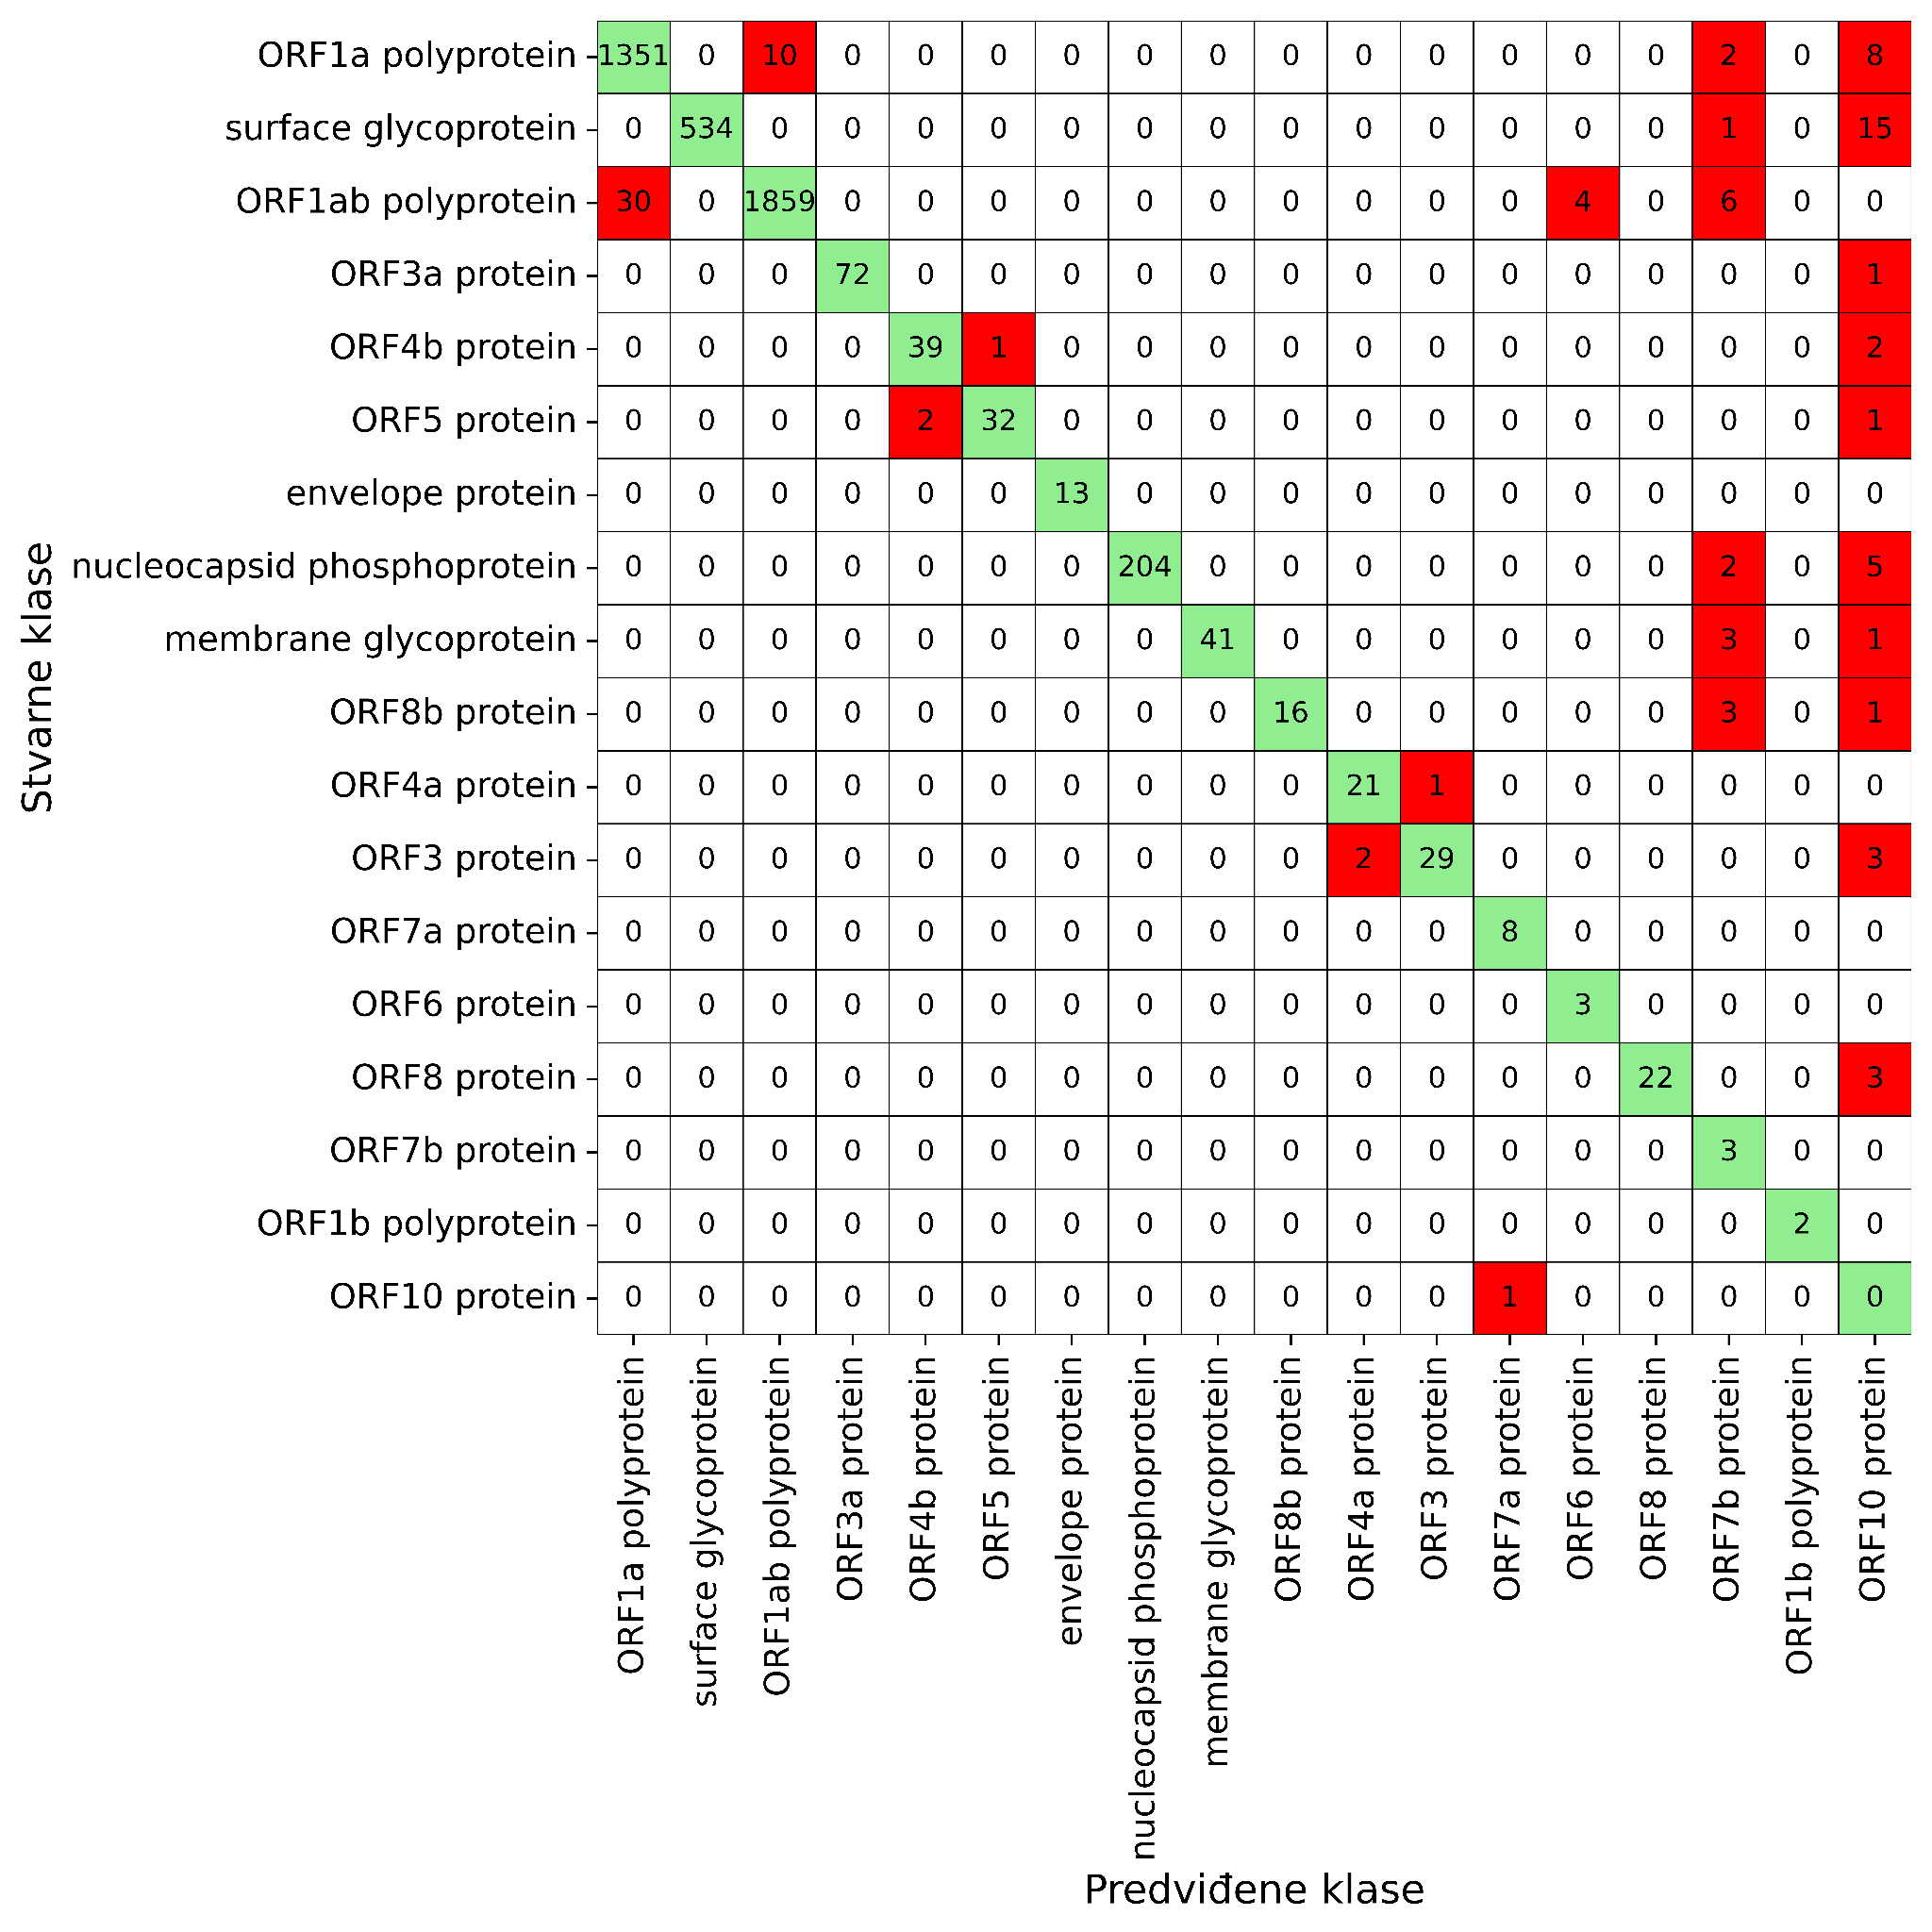 Stvarne klase
ORF1a polyprotein 1351 0 10 0 0 0 0 0 0 0 0 0 0 0 0 2 0 8
surface glycoprotein 0 534 0 0 0 0 0 0 0 0 0 0 0 0 0 1 0 15
ORF1ab polyprotein 30 0 1859 0 0 0 0 0 0 0 0 0 0 4 0 6 0 0
ORF3a protein 0 0 0 72 0 0 0 0 0 0 0 0 0 0 0 0 0 1
ORF4b protein 0 0 0 0 39 1 0 0 0 0 0 0 0 0 0 0 0 2
ORF5 protein 0 0 0 0 2 32 0 0 0 0 0 0 0 0 0 0 0 1
envelope protein 0 0 0 0 0 0 13 0 0 0 0 0 0 0 0 0 0 0
nucleocapsid phosphoprotein 0 0 0 0 0 0 0 204 0 0 0 0 0 0 0 2 0 5
membrane glycoprotein 0 0 0 0 0 0 0 0 41 0 0 0 0 0 0 3 0 1
ORF8b protein 0 0 0 0 0 0 0 0 0 16 0 0 0 0 0 3 0 1
ORF4a protein 0 0 0 0 0 0 0 0 0 0 21 1 0 0 0 0 0 0
ORF3 protein 0 0 0 0 0 0 0 0 0 0 2 29 0 0 0 0 0 3
ORF7a protein 0 0 0 0 0 0 0 0 0 0 0 0 8 0 0 0 0 0
ORF6 protein 0 0 0 0 0 0 0 0 0 0 0 0 0 3 0 0 0 0
ORF8 protein 0 0 0 0 0 0 0 0 0 0 0 0 0 0 22 0 0 3
ORF7b protein 0 0 0 0 0 0 0 0 0 0 0 0 0 0 0 3 0 0
ORF1b polyprotein 0 0 0 0 0 0 0 0 0 0 0 0 0 0 0 0 2 0
ORF10 protein 0 0 0 0 0 0 0 0 0 0 0 0 1 0 0 0 0 0
ORF1a polyprotein
surface glycoprotein
ORF1ab polyprotein
ORF3a protein
ORF4b protein
ORF5 protein
envelope protein
nucleocapsid phosphoprotein
membrane glycoprotein
ORF8b protein
ORF4a protein
ORF3 protein
ORF7a protein
ORF6 protein
ORF8 protein
ORF7b protein
ORF1b polyprotein
ORF10 protein
Predviđene klase